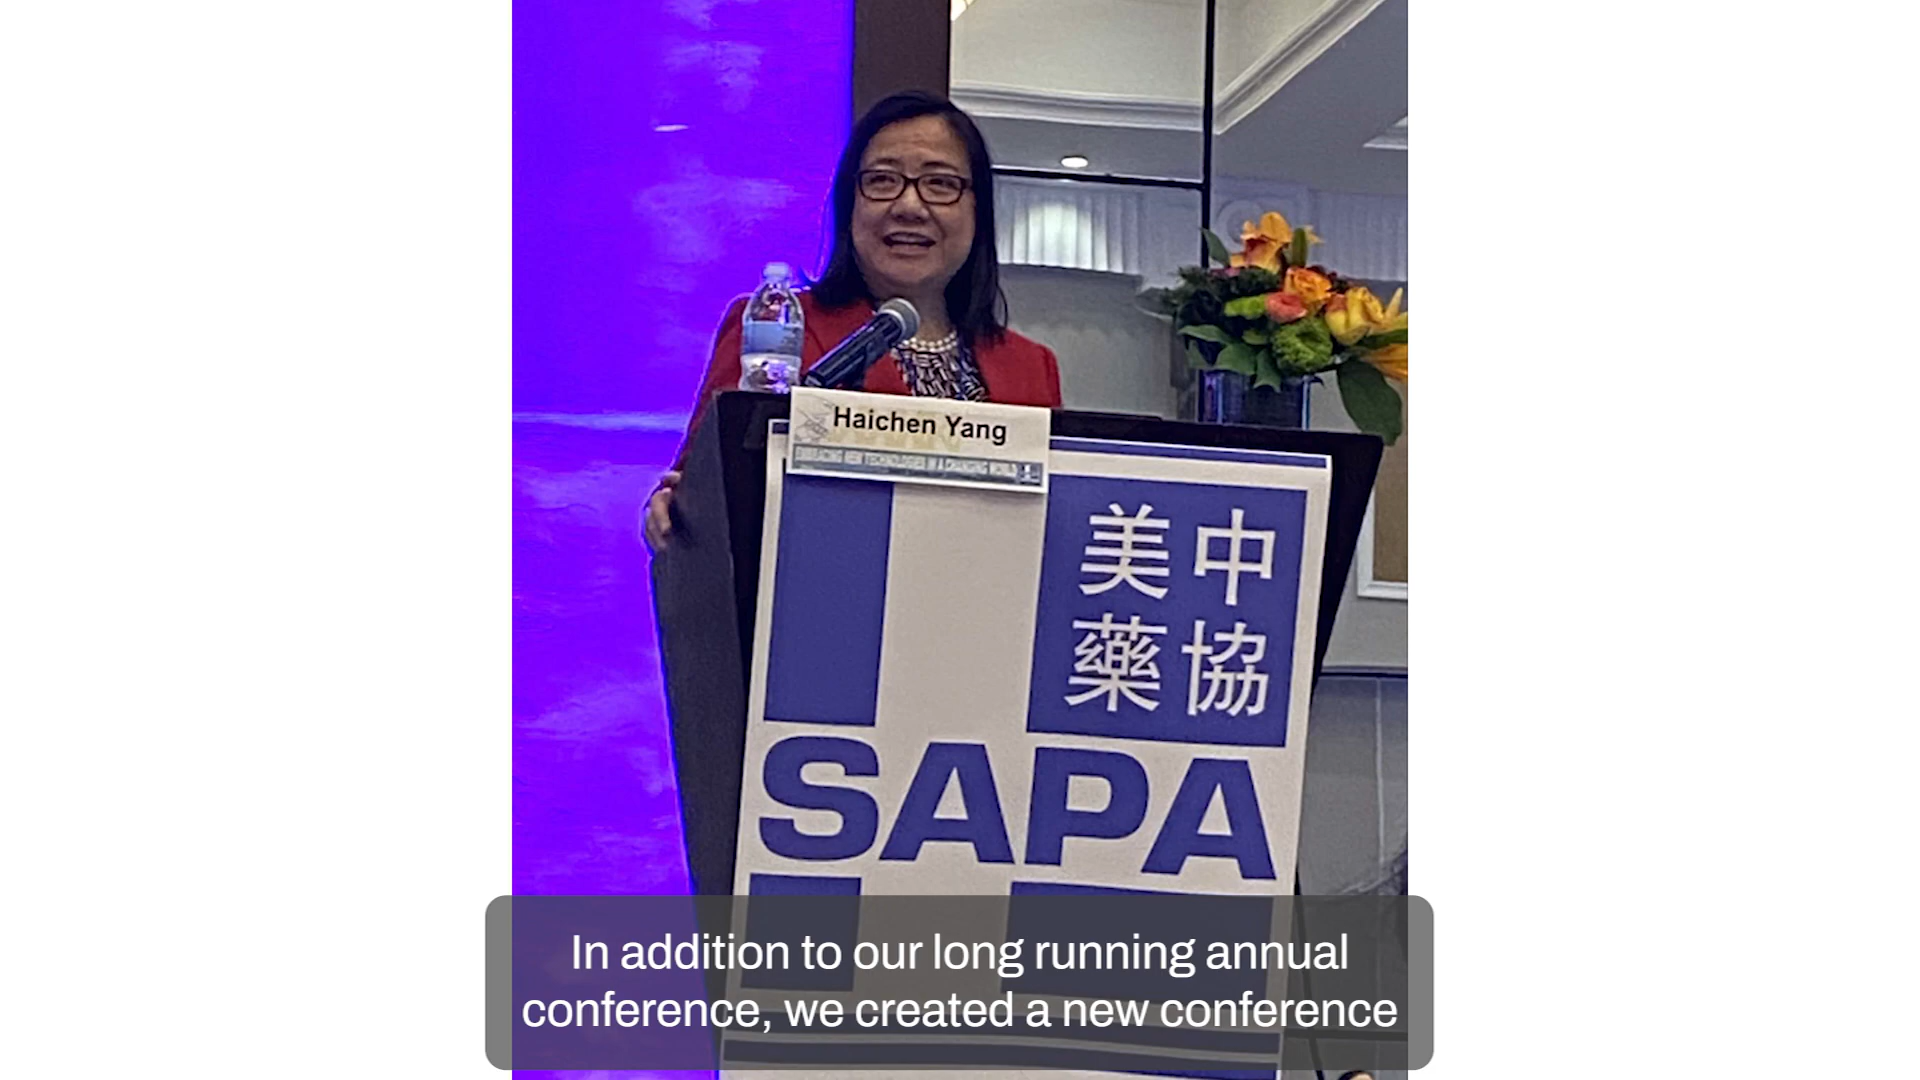 Haichen Yang
美中
藥協
SAPA
In addition to our long running annual
conference, we created a new conference